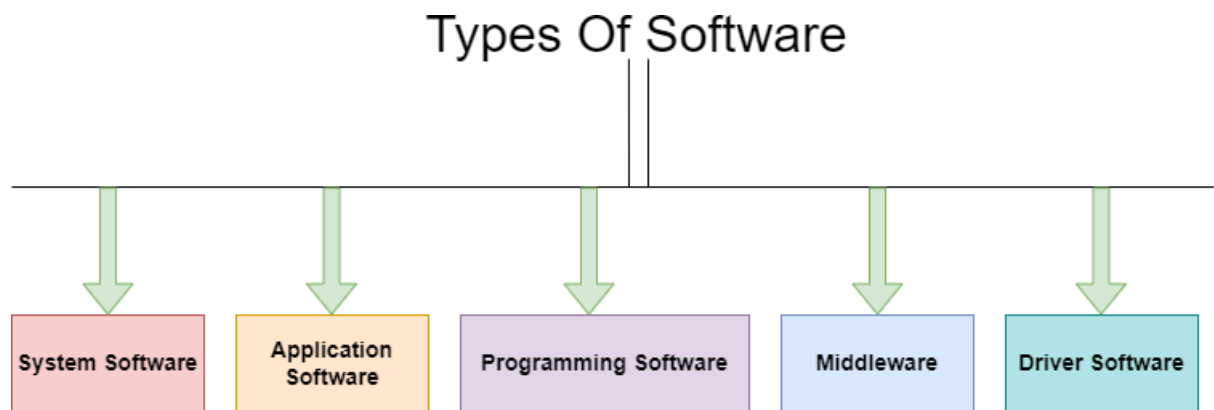 Types Of Software
System Software
Application
Software
Programming Software
Middleware
Driver Software